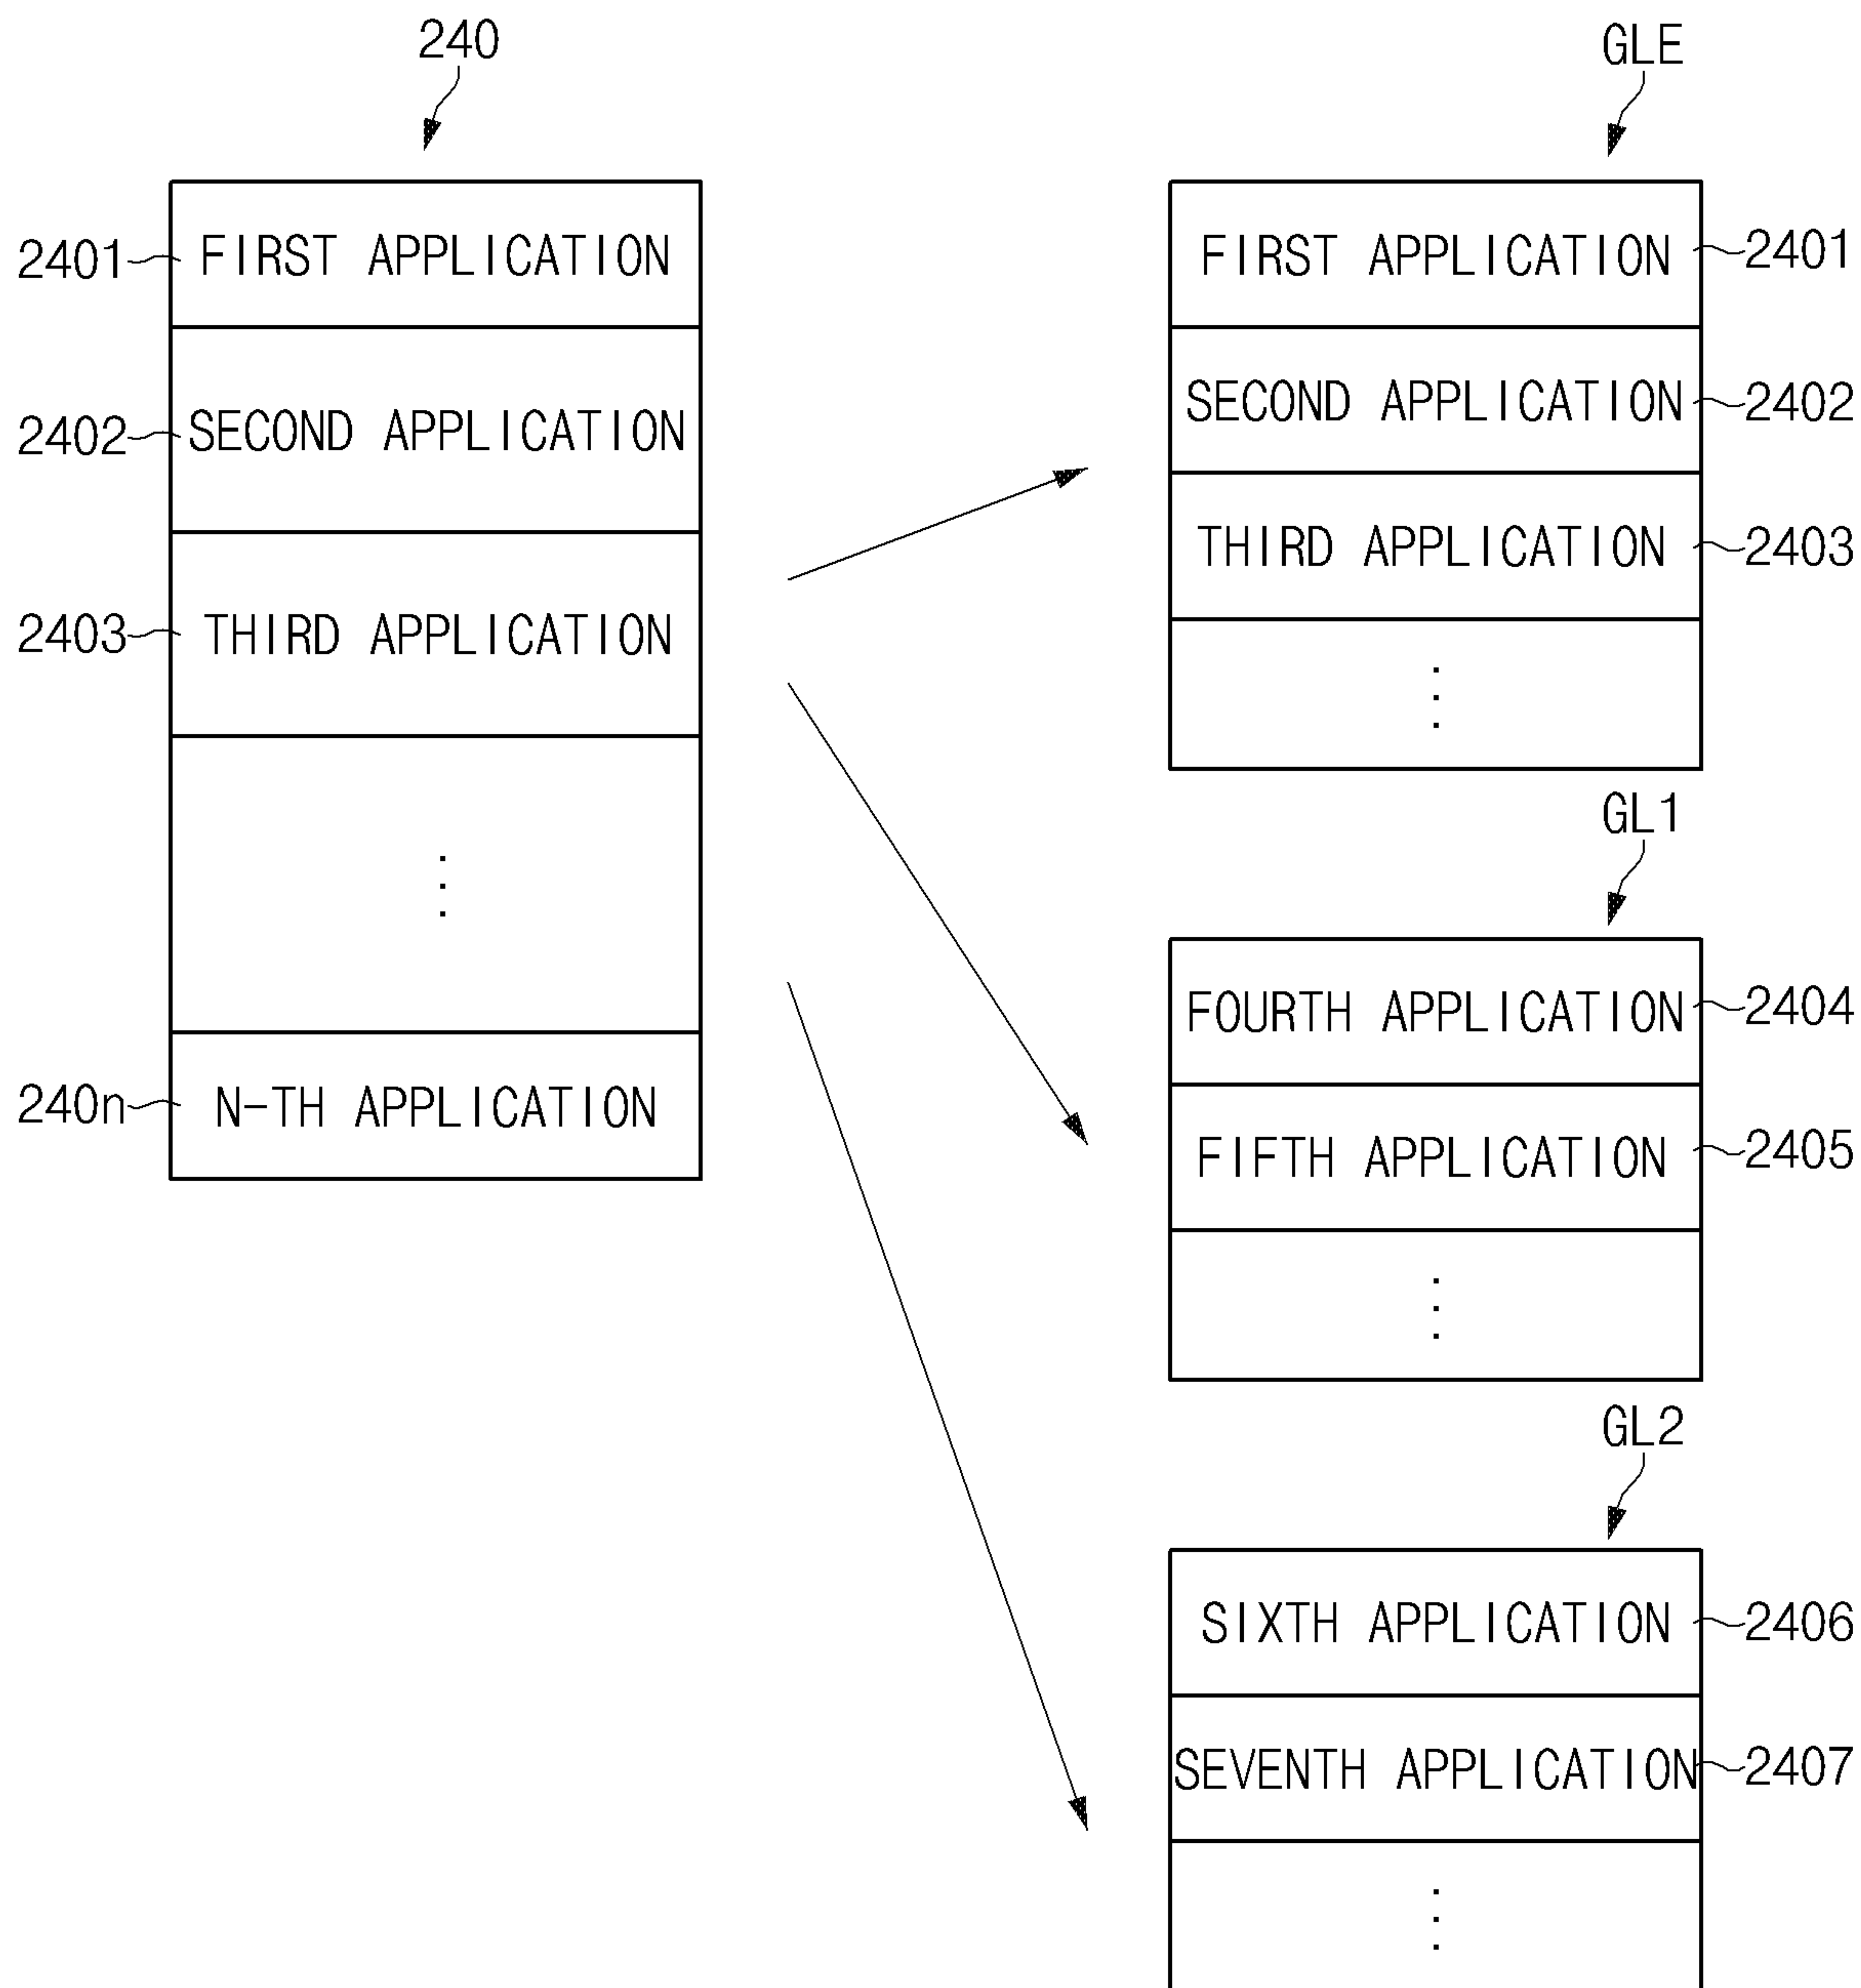 240
2401 FIRST APPLICATION
2402 SECOND APPLICATION
2403 THIRD APPLICATION
240n N-TH APPLICATION
GLE
FIRST APPLICATION 2401
SECOND APPLICATION 2402
THIRD APPLICATION 2403
GL1
FOURTH APPLICATION 2404
FIFTH APPLICATION 2405
GL2
SIXTH APPLICATION 2406
SEVENTH APPLICATION 2407